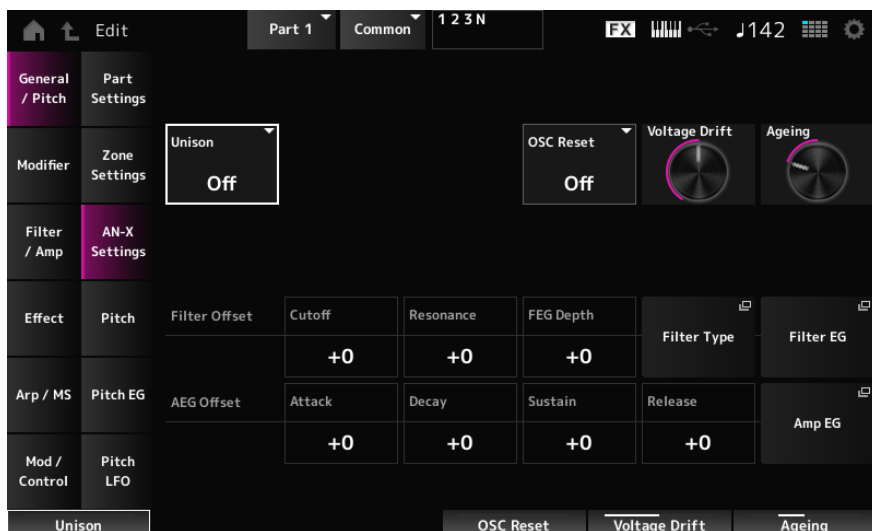 Edit
Part 1
Common
1 2 3 N
FX
♩142
General / Pitch
Part Settings
Modifier
Zone Settings
Filter / Amp
AN-X Settings
Effect
Pitch
Arp / MS
Pitch EG
Mod / Control
Pitch LFO
Unison
Off
OSC Reset
Off
Voltage Drift
Ageing
Filter Offset
Cutoff
+0
Resonance
+0
FEG Depth
+0
Filter Type
Filter EG
AEG Offset
Attack
+0
Decay
+0
Sustain
+0
Release
+0
Amp EG
Unison
OSC Reset
Voltage Drift
Ageing